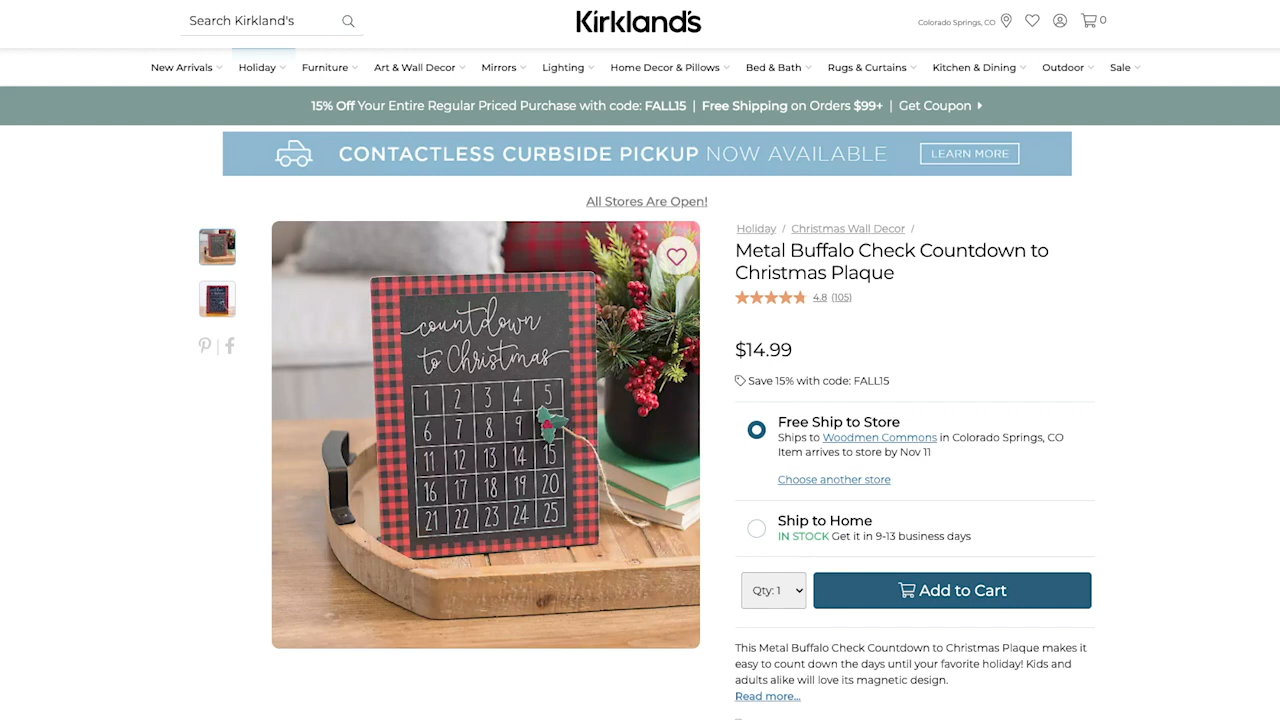 Search Kirkland's
Kirkland's
Colorado Springs, CO
0
New Arrivals Holiday Furniture Art & Wall Decor Mirrors Lighting Home Decor & Pillows Bed & Bath Rugs & Curtains Kitchen & Dining Outdoor Sale
15% Off Your Entire Regular Priced Purchase with code: FALL15 | Free Shipping on Orders $99+ | Get Coupon
CONTACTLESS CURBSIDE PICKUP NOW AVAILABLE LEARN MORE
All Stores Are Open!
countdown
to Christmas
1 2 3 4 5
6 7 8 9
11 12 13 14 15
16 17 18 19 20
21 22 23 24 25
Holiday / Christmas Wall Decor /
Metal Buffalo Check Countdown to
Christmas Plaque
4.8 (105)
$14.99
Save 15% with code: FALL15
Free Ship to Store
Ships to Woodmen Commons in Colorado Springs, CO
Item arrives to store by Nov 11
Choose another store
Ship to Home
IN STOCK Get it in 9-13 business days
Qty: 1
Add to Cart
This Metal Buffalo Check Countdown to Christmas Plaque makes it
easy to count down the days until your favorite holiday! Kids and
adults alike will love its magnetic design.
Read more...